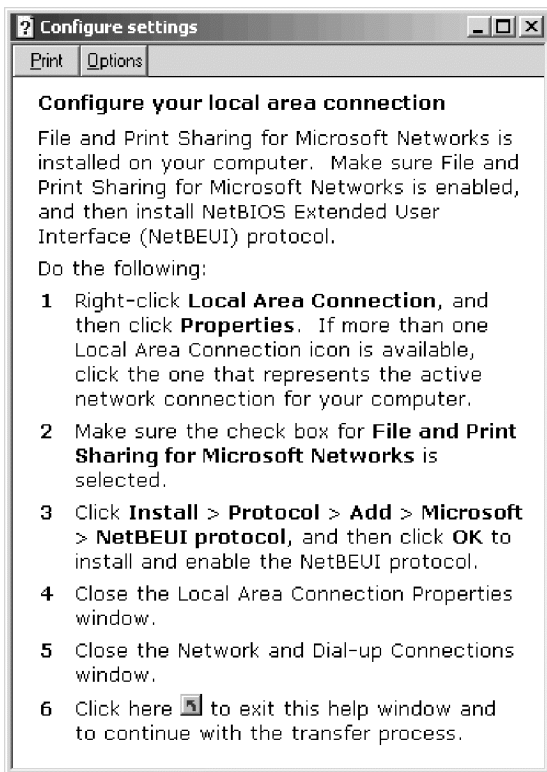 Configure settings
Print Options
Configure your local area connection
File and Print Sharing for Microsoft Networks is
installed on your computer. Make sure File and
Print Sharing for Microsoft Networks is enabled,
and then install NetBIOS Extended User
Interface (NetBEUI) protocol.
Do the following:
1 Right-click Local Area Connection, and
then click Properties. If more than one
Local Area Connection icon is available,
click the one that represents the active
network connection for your computer.
2 Make sure the check box for File and Print
Sharing for Microsoft Networks is
selected.
3 Click Install > Protocol > Add > Microsoft
> NetBEUI protocol, and then click OK to
install and enable the NetBEUI protocol.
4 Close the Local Area Connection Properties
window.
5 Close the Network and Dial-up Connections
window.
6 Click here to exit this help window and
to continue with the transfer process.